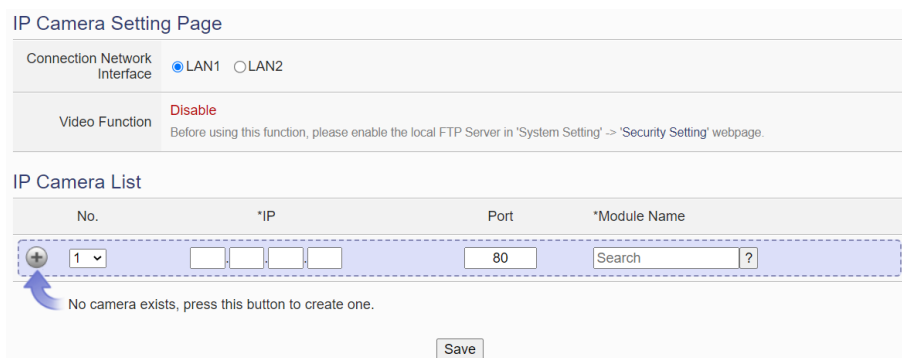 IP Camera Setting Page
Connection Network Interface
LAN1 LAN2
Video Function
Disable
Before using this function, please enable the local FTP Server in 'System Setting' -> 'Security Setting' webpage.
IP Camera List
No. *IP Port *Module Name
1 . . . 80 Search ?
No camera exists, press this button to create one.
Save